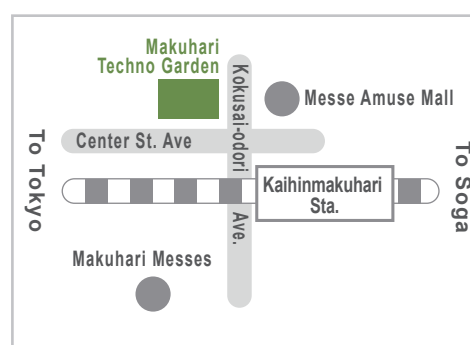 Makuhari
Techno Garden
Kokusai-odori Ave.
Messe Amuse Mall
Center St. Ave
To Tokyo
Kaihinmakuhari
Sta.
To Soga
Makuhari Messes